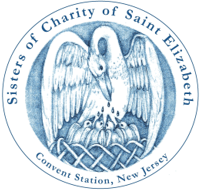 Sisters of Charity of Saint Elizabeth
Convent Station, New Jersey